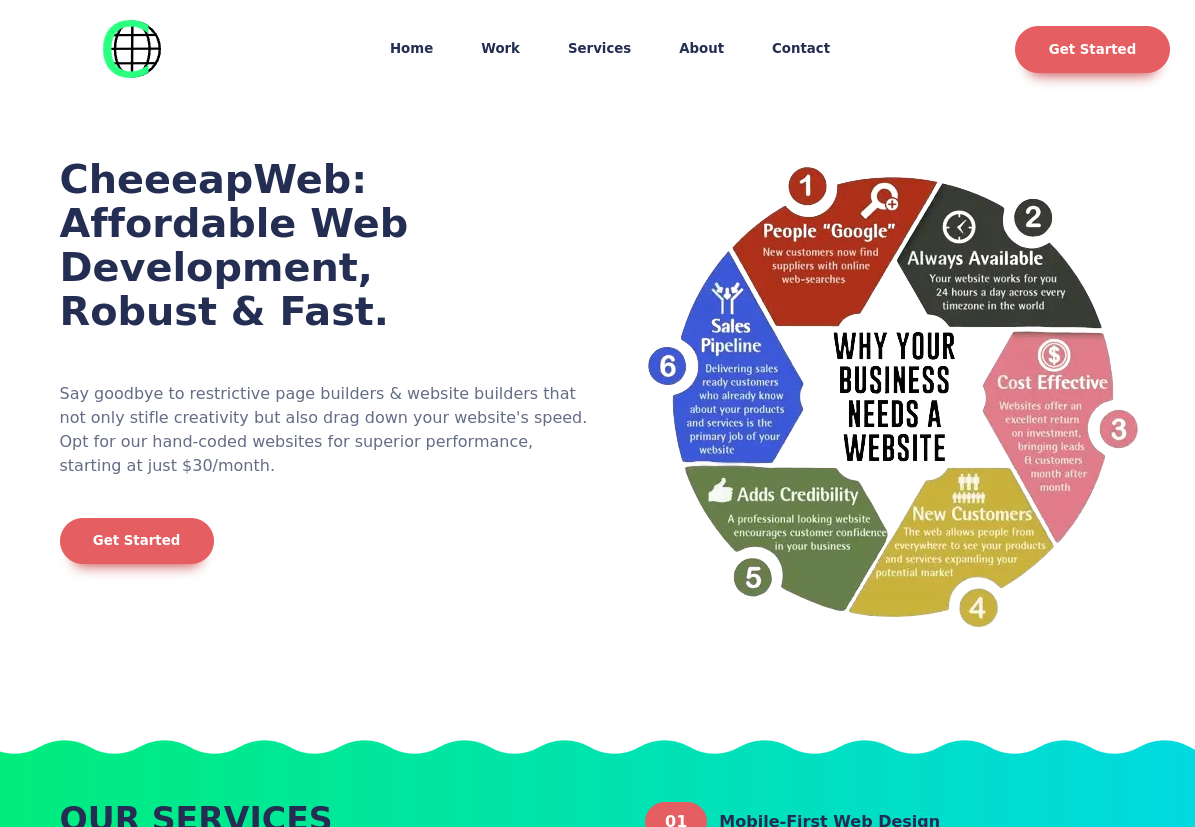 Home
Work
Services
About
Contact
Get Started
CheeeapWeb:
Affordable Web
Development,
Robust & Fast.
Say goodbye to restrictive page builders & website builders that
not only stifle creativity but also drag down your website's speed.
Opt for our hand-coded websites for superior performance,
starting at just $30/month.
Get Started
WHY YOUR
BUSINESS
NEEDS A
WEBSITE
1
People “Google”
New customers now find
suppliers with online
web-searches
2
Always Available
Your website works for you
24 hours a day across every
timezone in the world
3
Cost Effective
Websites offer an
excellent return
on investment,
bringing leads
& customers
month after
month
4
New Customers
The web allows people from
everywhere to see your products
and services expanding your
potential market
5
Adds Credibility
A professional looking website
encourages customer confidence
in your business
6
Sales
Pipeline
Delivering sales
ready customers
who already know
about your products
and services is the
primary job of your
website
OUR SERVICES
01
Mobile-First Web Design